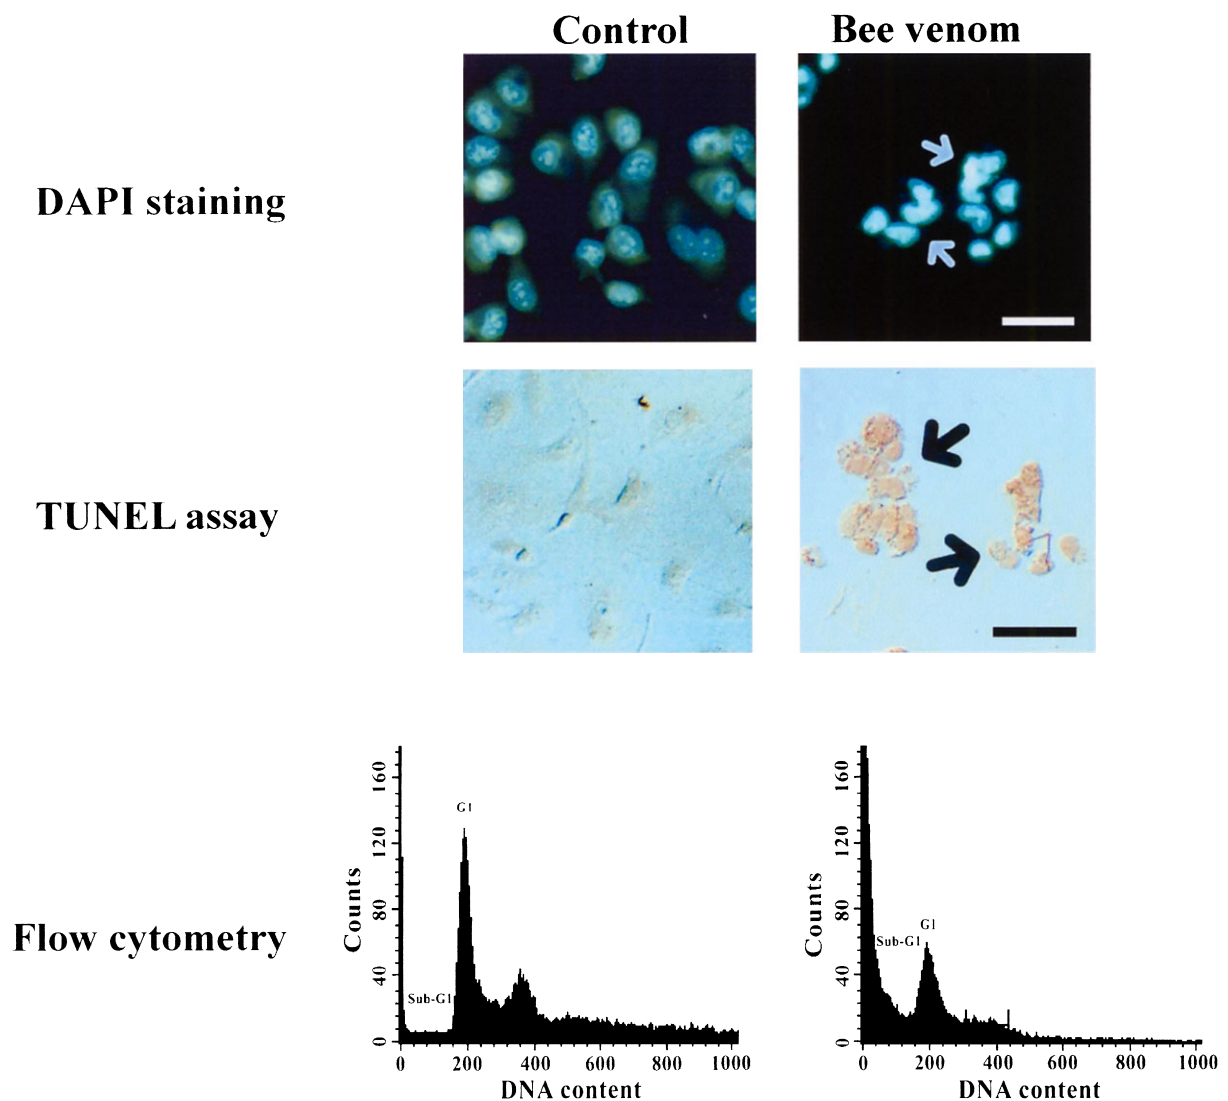 Control
Bee venom
DAPI staining
TUNEL assay
Flow cytometry
Counts
160
120
80
40
0
G1
Sub-G1
0 200 400 600 800 1000
DNA content
Counts
160
120
80
40
0
G1
Sub-G1
0 200 400 600 800 1000
DNA content